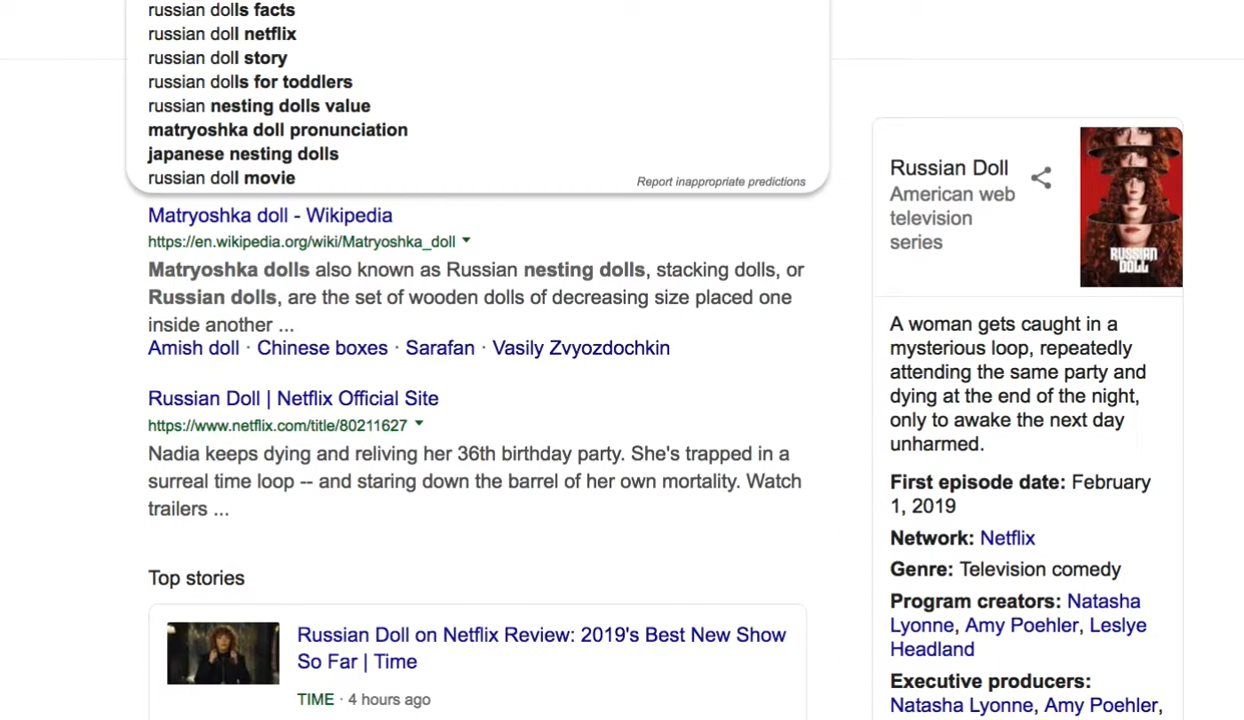 russian dolls facts
russian doll netflix
russian doll story
russian dolls for toddlers
russian nesting dolls value
matryoshka doll pronunciation
japanese nesting dolls
russian doll movie
Report inappropriate predictions
Matryoshka doll - Wikipedia
https://en.wikipedia.org/wiki/Matryoshka_doll
Matryoshka dolls also known as Russian nesting dolls, stacking dolls, or
Russian dolls, are the set of wooden dolls of decreasing size placed one
inside another ...
Amish doll · Chinese boxes · Sarafan · Vasily Zvyozdochkin
Russian Doll | Netflix Official Site
https://www.netflix.com/title/80211627
Nadia keeps dying and reliving her 36th birthday party. She's trapped in a
surreal time loop -- and staring down the barrel of her own mortality. Watch
trailers ...
Top stories
Russian Doll on Netflix Review: 2019's Best New Show
So Far | Time
TIME · 4 hours ago
Russian Doll
American web
television
series
RUSSIAN
DOLL
A woman gets caught in a
mysterious loop, repeatedly
attending the same party and
dying at the end of the night,
only to awake the next day
unharmed.
First episode date: February
1, 2019
Network: Netflix
Genre: Television comedy
Program creators: Natasha
Lyonne, Amy Poehler, Leslye
Headland
Executive producers:
Natasha Lyonne, Amy Poehler,